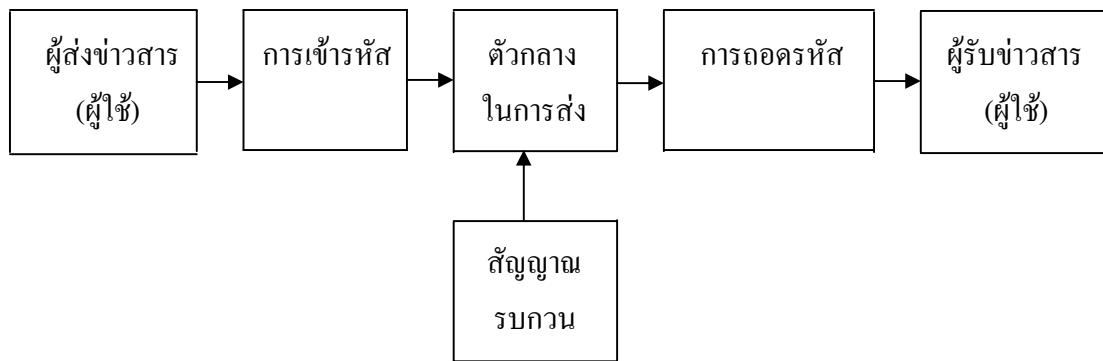 ผู้ส่งข่าวสาร
(ผู้ใช้)
การเข้ารหัส
ตัวกลาง
ในการส่ง
การถอดรหัส
ผู้รับข่าวสาร
(ผู้ใช้)
สัญญาณ
รบกวน